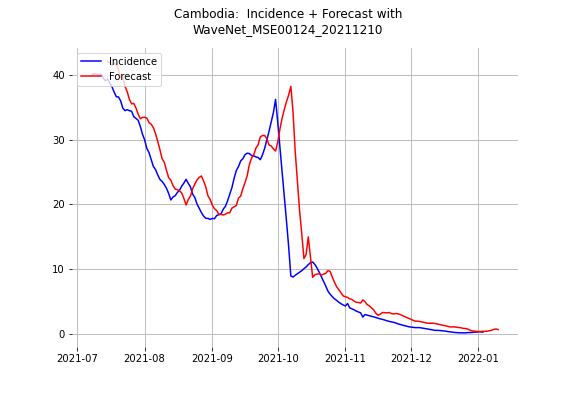 Cambodia:  Incidence + Forecast with
WaveNet_MSE00124_20211210
Incidence
Forecast
40
30
20
10
0
2021-07 2021-08 2021-09 2021-10 2021-11 2021-12 2022-01